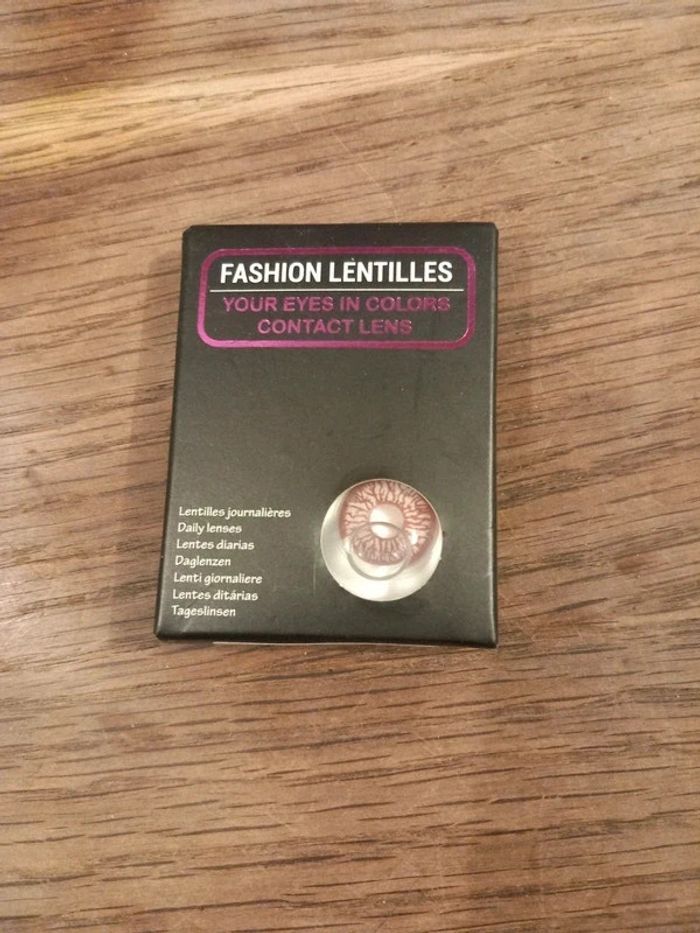 FASHION LENTILLES
YOUR EYES IN COLORS
CONTACT LENS
Lentilles journalières
Daily lenses
Lentes diarias
Daglenzen
Lenti giornaliere
Lentes ditárias
Tageslinsen